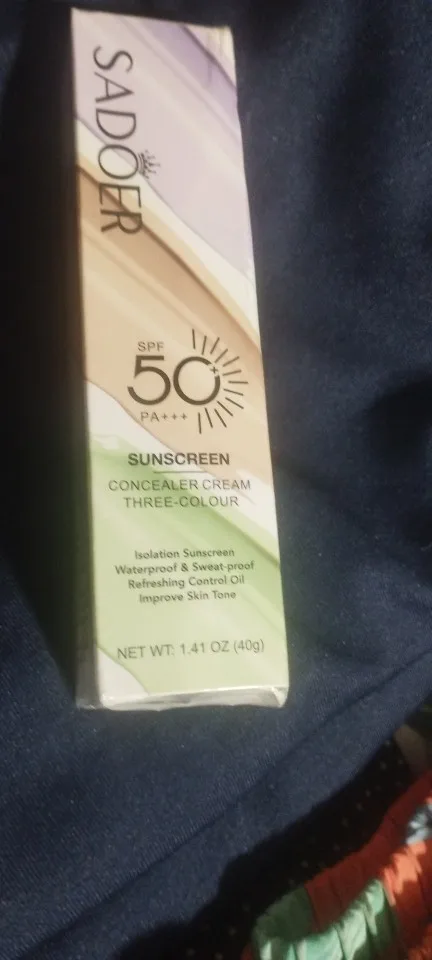 SADOER
SPF
50+
PA+++
SUNSCREEN
CONCEALER CREAM
THREE-COLOUR
Isolation Sunscreen
Waterproof & Sweat-proof
Refreshing Control Oil
Improve Skin Tone
NET WT: 1.41 OZ (40g)